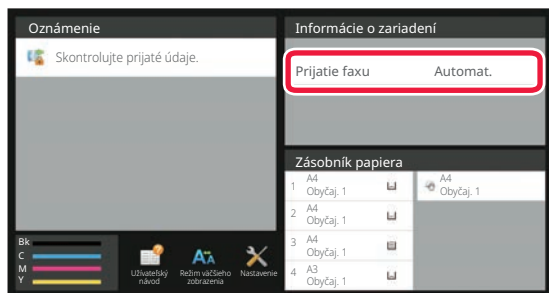 Oznámenie
Skontrolujte prijaté údaje.
Informácie o zariadení
Prijatie faxu Automat.
Zásobník papiera
1 A4
Obyčaj. 1
2 A4
Obyčaj. 1
3 A4
Obyčaj. 1
4 A3
Obyčaj. 1
A4
Obyčaj. 1
Bk
C
M
Y
Užívateľský
návod
Režim väčšieho
zobrazenia
Nastavenie